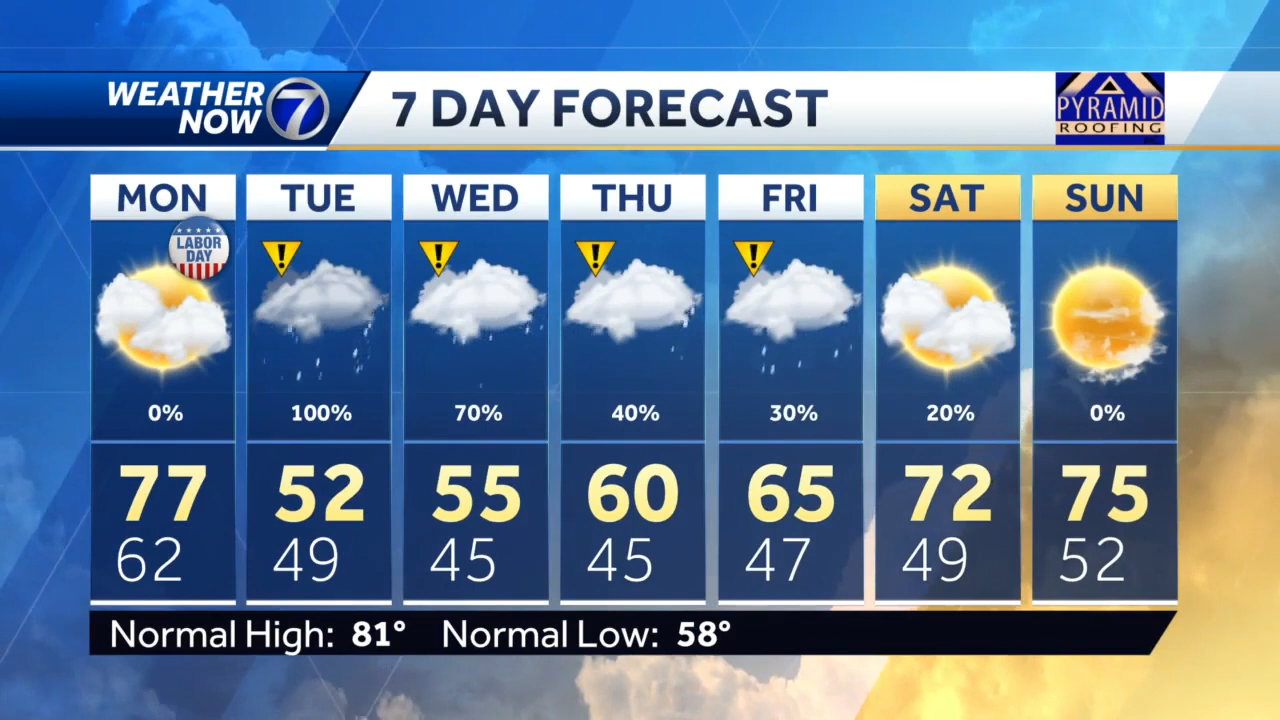 WEATHER
NOW 7
7 DAY FORECAST
PYRAMID
ROOFING
MON TUE WED THU FRI SAT SUN
LABOR
DAY
! ! ! !
0% 100% 70% 40% 30% 20% 0%
77 52 55 60 65 72 75
62 49 45 45 47 49 52
Normal High: 81° Normal Low: 58°